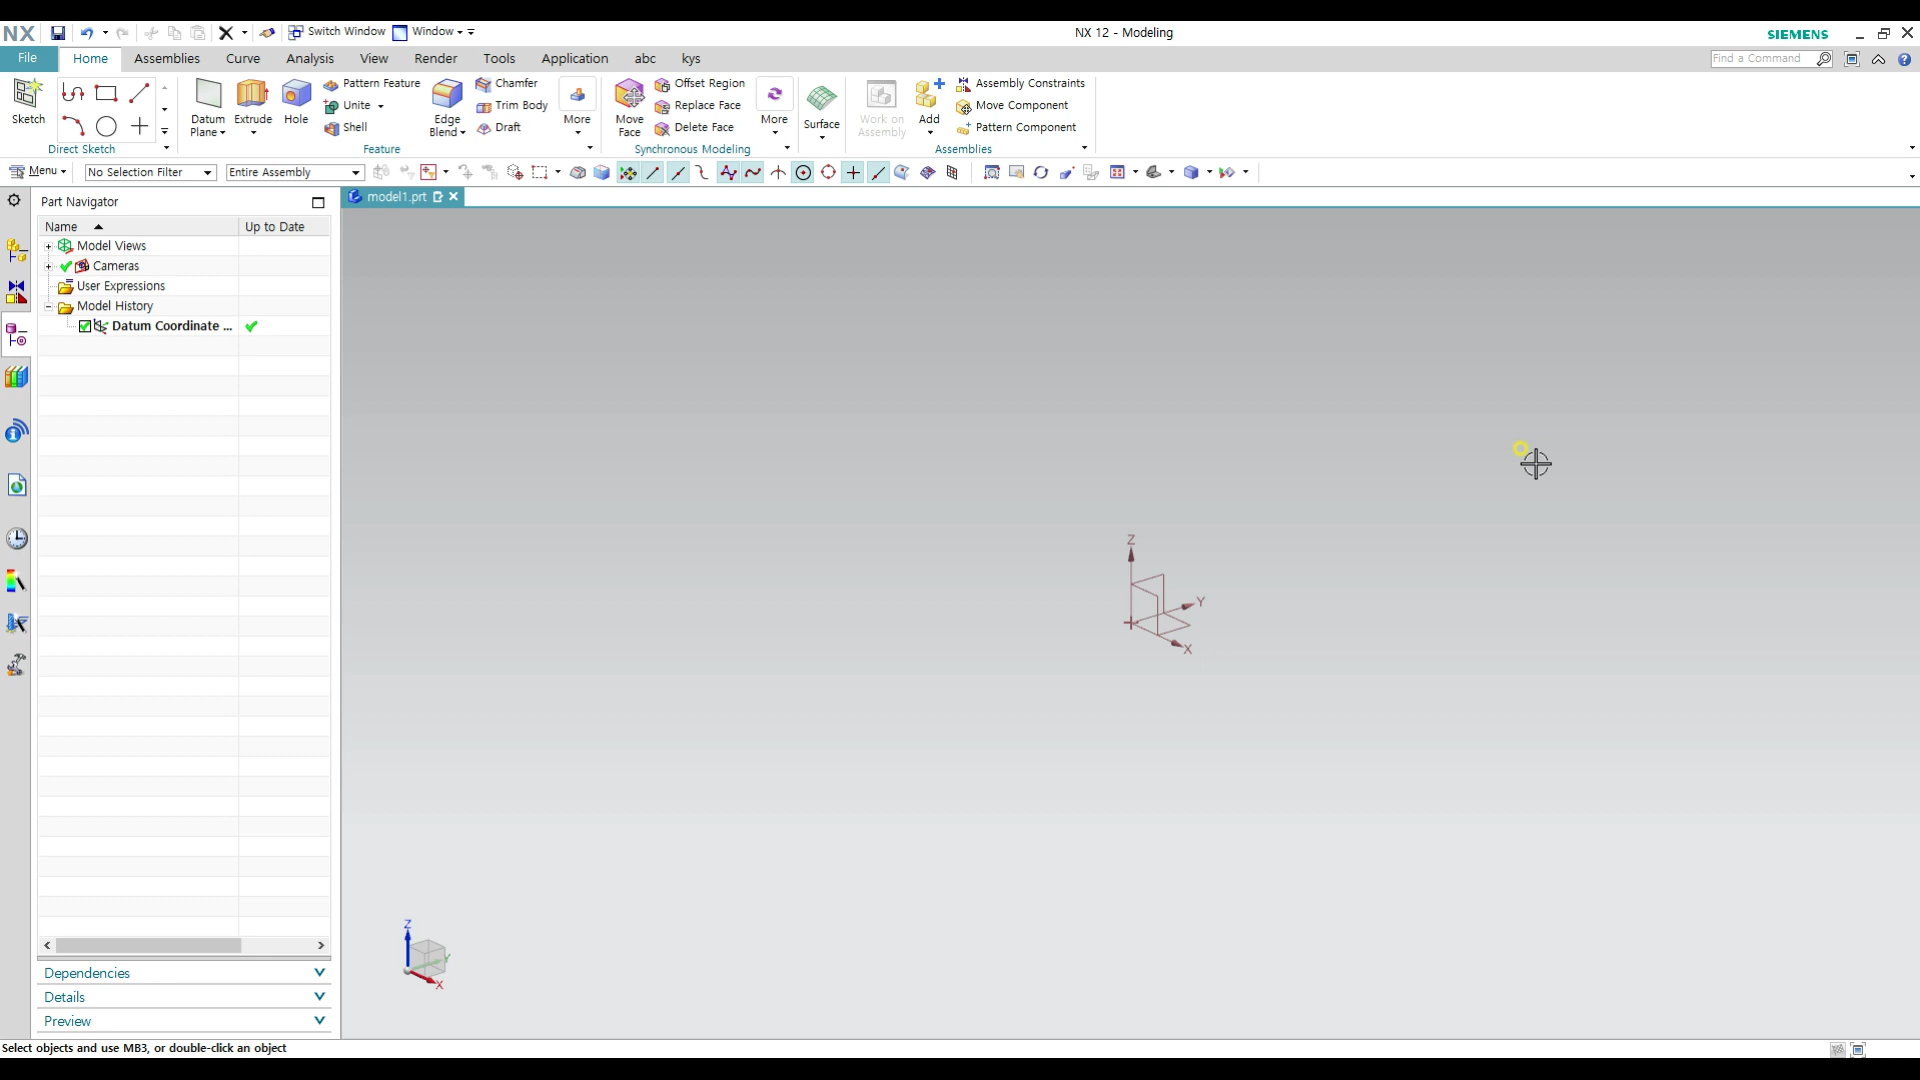 NX Switch Window Window NX 12 - Modeling SIEMENS
File Home Assemblies Curve Analysis View Render Tools Application abc kys Find a Command
Sketch
Direct Sketch
Datum Plane
Extrude
Hole
Pattern Feature
Unite
Shell
Edge Blend
Chamfer
Trim Body
Draft
More
Feature
Move Face
Offset Region
Replace Face
Delete Face
More
Synchronous Modeling
Surface
Work on Assembly
Add
Assembly Constraints
Move Component
Pattern Component
Assemblies
Menu No Selection Filter Entire Assembly
Part Navigator
model1.prt
Name Up to Date
Model Views
Cameras
User Expressions
Model History
Datum Coordinate ...
Z
Y
X
Z
Y
X
Dependencies
Details
Preview
Select objects and use MB3, or double-click an object